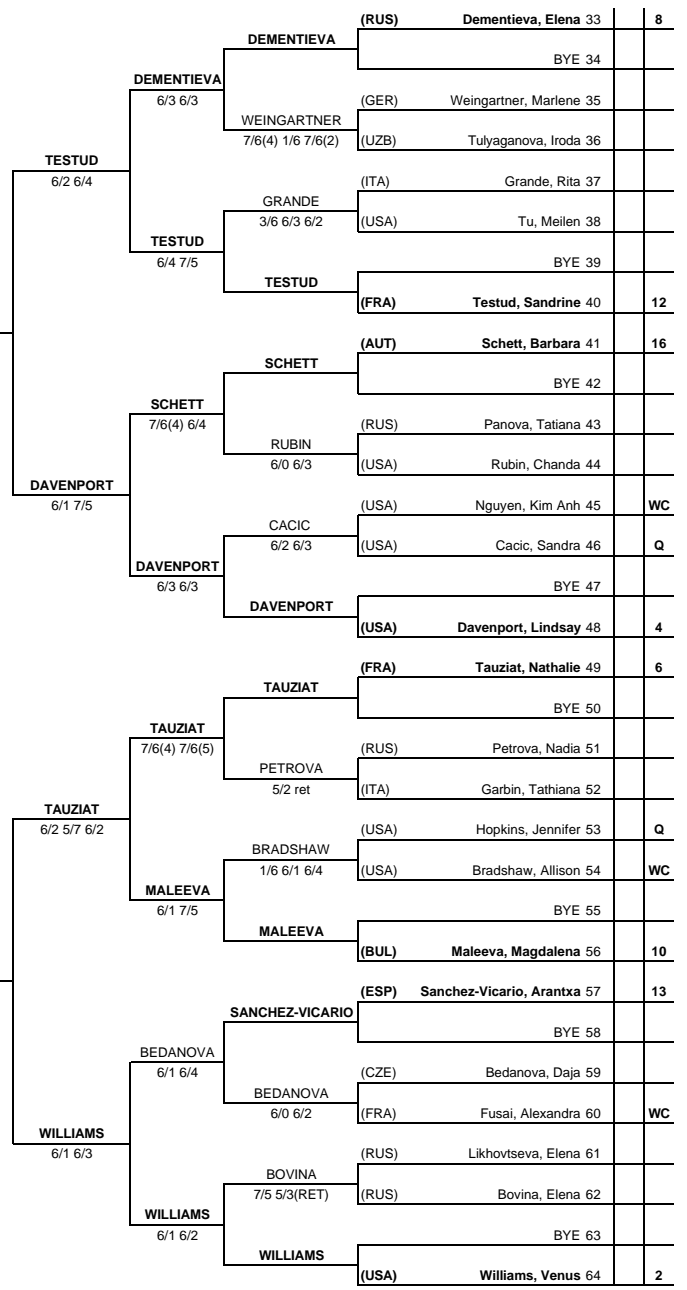 (RUS) Dementieva, Elena 33 8
DEMENTIEVA
BYE 34
DEMENTIEVA
6/3 6/3
(GER) Weingartner, Marlene 35
WEINGARTNER
7/6(4) 1/6 7/6(2)
(UZB) Tulyaganova, Iroda 36
TESTUD
6/2 6/4
(ITA) Grande, Rita 37
GRANDE
3/6 6/3 6/2
(USA) Tu, Meilen 38
TESTUD
6/4 7/5
BYE 39
TESTUD
(FRA) Testud, Sandrine 40 12
(AUT) Schett, Barbara 41 16
SCHETT
BYE 42
SCHETT
7/6(4) 6/4
(RUS) Panova, Tatiana 43
RUBIN
6/0 6/3
(USA) Rubin, Chanda 44
DAVENPORT
6/1 7/5
(USA) Nguyen, Kim Anh 45 WC
CACIC
6/2 6/3
(USA) Cacic, Sandra 46 Q
DAVENPORT
6/3 6/3
BYE 47
DAVENPORT
(USA) Davenport, Lindsay 48 4
(FRA) Tauziat, Nathalie 49 6
TAUZIAT
BYE 50
TAUZIAT
7/6(4) 7/6(5)
(RUS) Petrova, Nadia 51
PETROVA
5/2 ret
(ITA) Garbin, Tathiana 52
TAUZIAT
6/2 5/7 6/2
(USA) Hopkins, Jennifer 53 Q
BRADSHAW
1/6 6/1 6/4
(USA) Bradshaw, Allison 54 WC
MALEEVA
6/1 7/5
BYE 55
MALEEVA
(BUL) Maleeva, Magdalena 56 10
(ESP) Sanchez-Vicario, Arantxa 57 13
SANCHEZ-VICARIO
BYE 58
BEDANOVA
6/1 6/4
(CZE) Bedanova, Daja 59
BEDANOVA
6/0 6/2
(FRA) Fusai, Alexandra 60 WC
WILLIAMS
6/1 6/3
(RUS) Likhovtseva, Elena 61
BOVINA
7/5 5/3(RET)
(RUS) Bovina, Elena 62
WILLIAMS
6/1 6/2
BYE 63
WILLIAMS
(USA) Williams, Venus 64 2